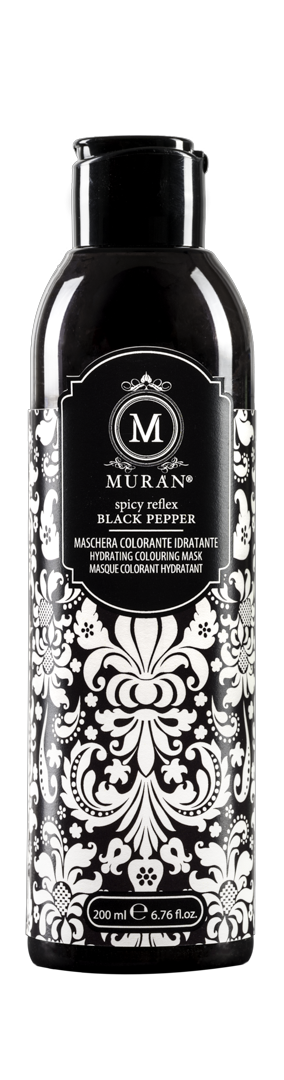 M
MURÁN®
spicy reflex
BLACK PEPPER
MASCHERA COLORANTE IDRATANTE
HYDRATING COLOURING MASK
MASQUE COLORANT HYDRATANT
200 ml ℮ 6.76 fl.oz.